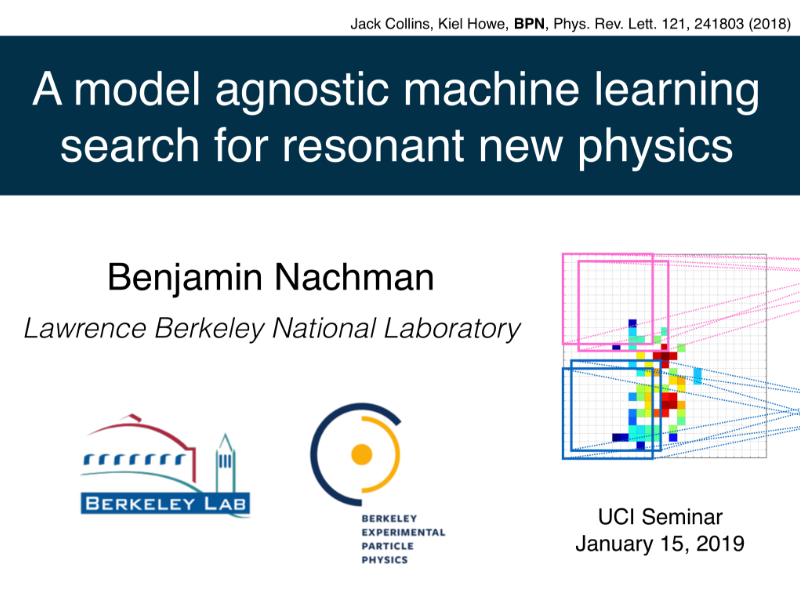 Jack Collins, Kiel Howe, BPN, Phys. Rev. Lett. 121, 241803 (2018)
A model agnostic machine learning
search for resonant new physics
Benjamin Nachman
Lawrence Berkeley National Laboratory
BERKELEY LAB
BERKELEY
EXPERIMENTAL
PARTICLE
PHYSICS
UCI Seminar
January 15, 2019